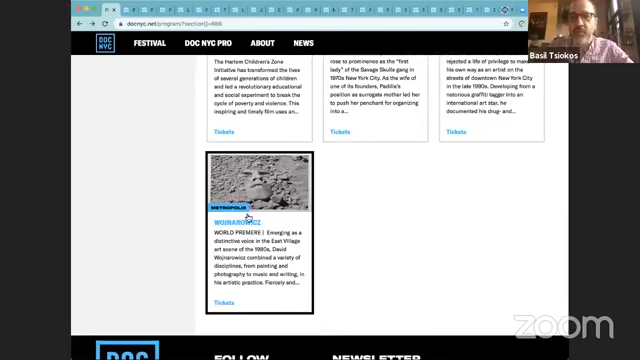 docnyc.net/program/?section[]=666
DOC
NYC
FESTIVAL
DOC NYC PRO
ABOUT
NEWS
Basil Tsiokos
The Harlem Children's Zone
Initiative has transformed the lives
of several generations of children
and led a revolutionary educational
and social experiment to break the
cycle of poverty and violence. This
inspiring and timely film uses an...
Tickets
rose to prominence as the "first
lady" of the Savage Skulls gang in
1970s New York City. As the wife of
one of its founders, Padilla's
position as surrogate mother led her
to push her penchant for organizing
into a...
Tickets
rejected a life of privilege to make
his own way as an artist on the
streets of downtown New York City
in the late 1990s. Developing from a
notorious graffiti tagger into an
international art star, he
documented his drug- and...
Tickets
METROPOLIS
WOJNAROWICZ
WORLD PREMIERE | Emerging as a
distinctive voice in the East Village
art scene of the 1980s, David
Wojnarowicz combined a variety of
disciplines, from painting and
photography to music and writing, in
his artistic practice. Fiercely and...
Tickets
DOC
FOLLOW
NEWSLETTER
zoom